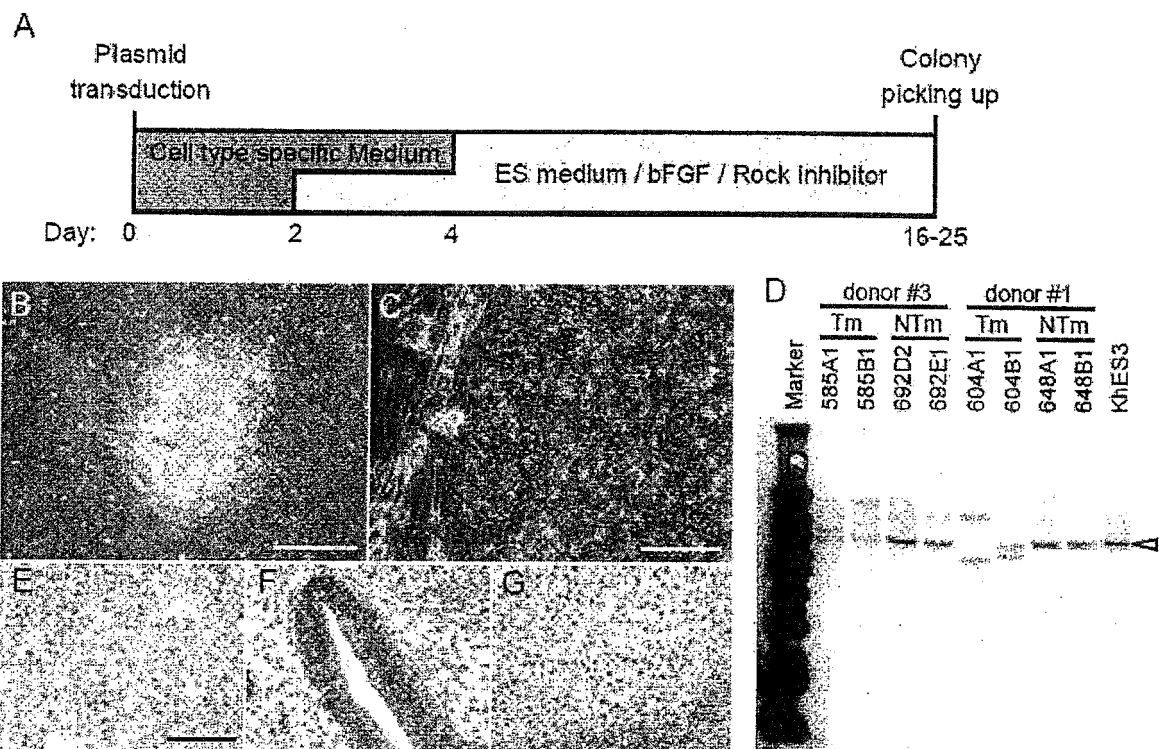 A
Plasmid
transduction
Colony
picking up
Cell type specific Medium
ES medium / bFGF / Rock inhibitor
Day: 0 2 4 16-25
B
C
D
donor #3 donor #1
Tm NTm Tm NTm
Marker
585A1
585B1
692D2
692E1
604A1
604B1
648A1
648B1
KhES3
E
F
G